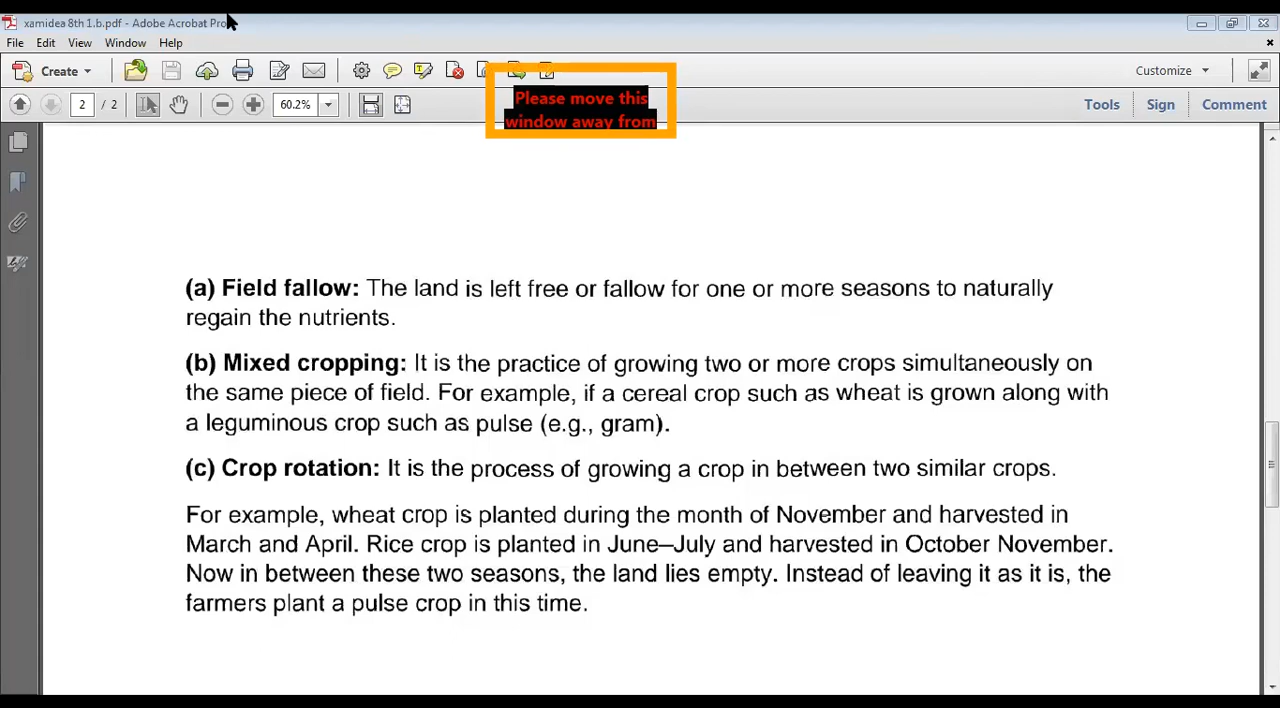 xamidea 8th 1.b.pdf - Adobe Acrobat Pro
File Edit View Window Help
Create
Customize
2 / 2
60.2%
Tools Sign Comment
Please move this
window away from
(a) Field fallow: The land is left free or fallow for one or more seasons to naturally
regain the nutrients.
(b) Mixed cropping: It is the practice of growing two or more crops simultaneously on
the same piece of field. For example, if a cereal crop such as wheat is grown along with
a leguminous crop such as pulse (e.g., gram).
(c) Crop rotation: It is the process of growing a crop in between two similar crops.
For example, wheat crop is planted during the month of November and harvested in
March and April. Rice crop is planted in June–July and harvested in October November.
Now in between these two seasons, the land lies empty. Instead of leaving it as it is, the
farmers plant a pulse crop in this time.